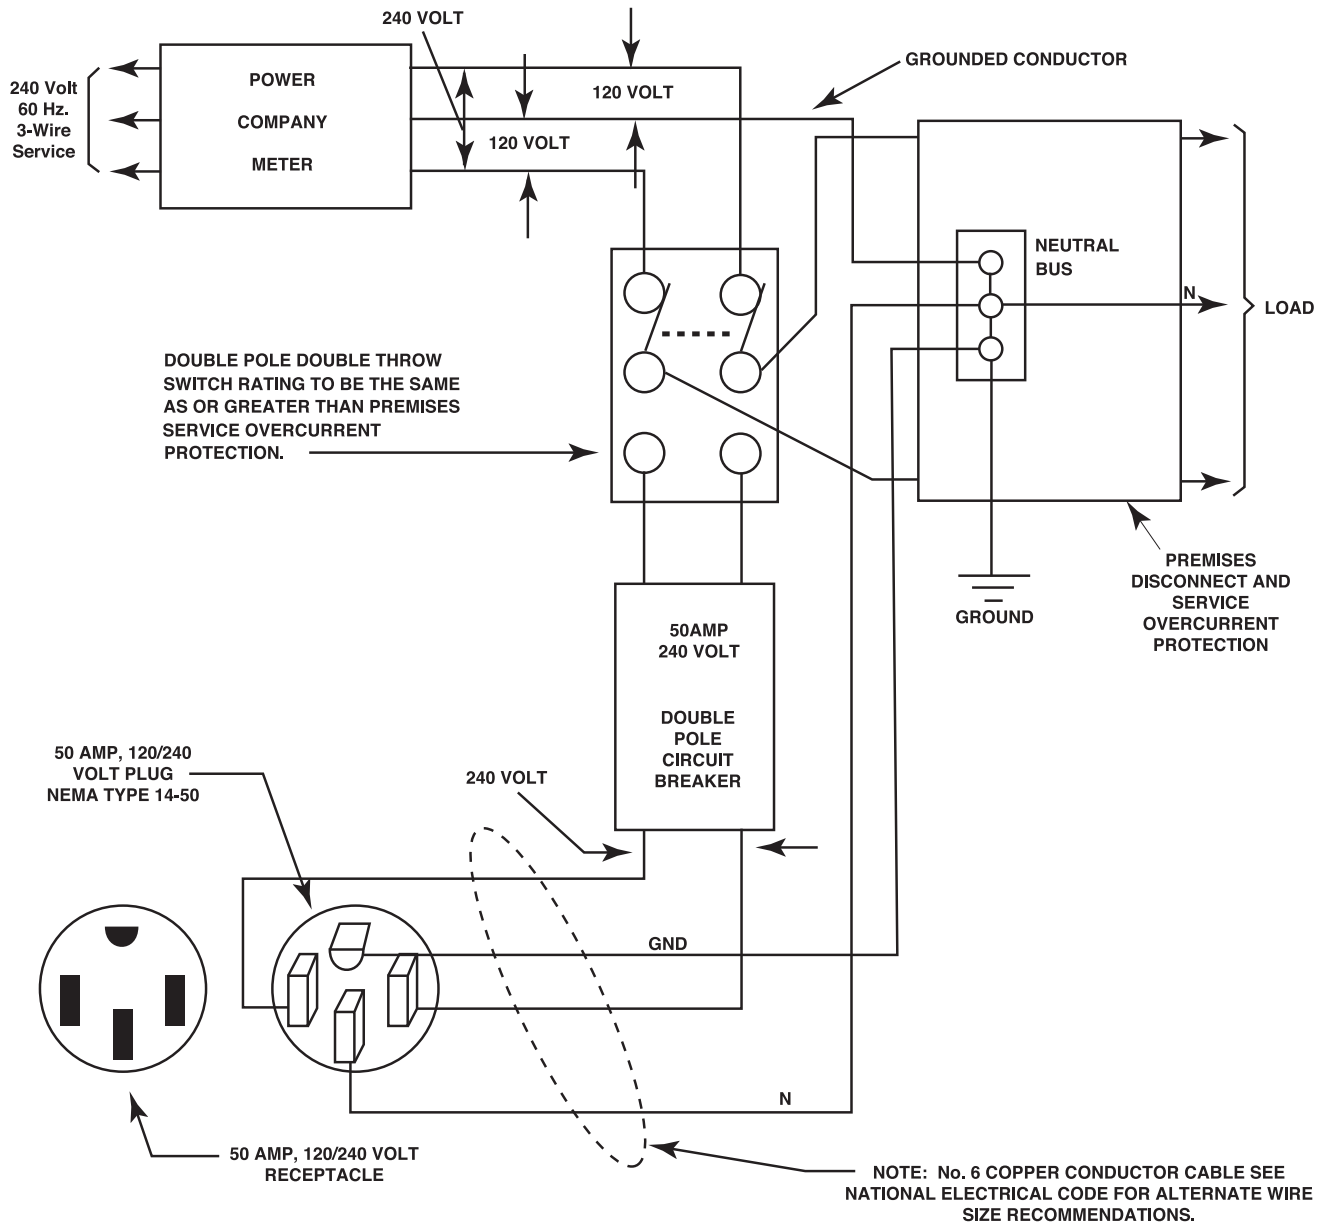 240 VOLT
GROUNDED CONDUCTOR
240 Volt
60 Hz.
3-Wire
Service
POWER
COMPANY
METER
120 VOLT
120 VOLT
NEUTRAL
BUS
N
LOAD
DOUBLE POLE DOUBLE THROW
SWITCH RATING TO BE THE SAME
AS OR GREATER THAN PREMISES
SERVICE OVERCURRENT
PROTECTION.
PREMISES
DISCONNECT AND
SERVICE
OVERCURRENT
PROTECTION
GROUND
50AMP
240 VOLT
DOUBLE
POLE
CIRCUIT
BREAKER
50 AMP, 120/240
VOLT PLUG
NEMA TYPE 14-50
240 VOLT
GND
N
50 AMP, 120/240 VOLT
RECEPTACLE
NOTE: No. 6 COPPER CONDUCTOR CABLE SEE
NATIONAL ELECTRICAL CODE FOR ALTERNATE WIRE
SIZE RECOMMENDATIONS.